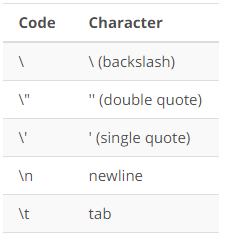 Code Character
\ \ (backslash)
\" " (double quote)
\' ' (single quote)
\n newline
\t tab